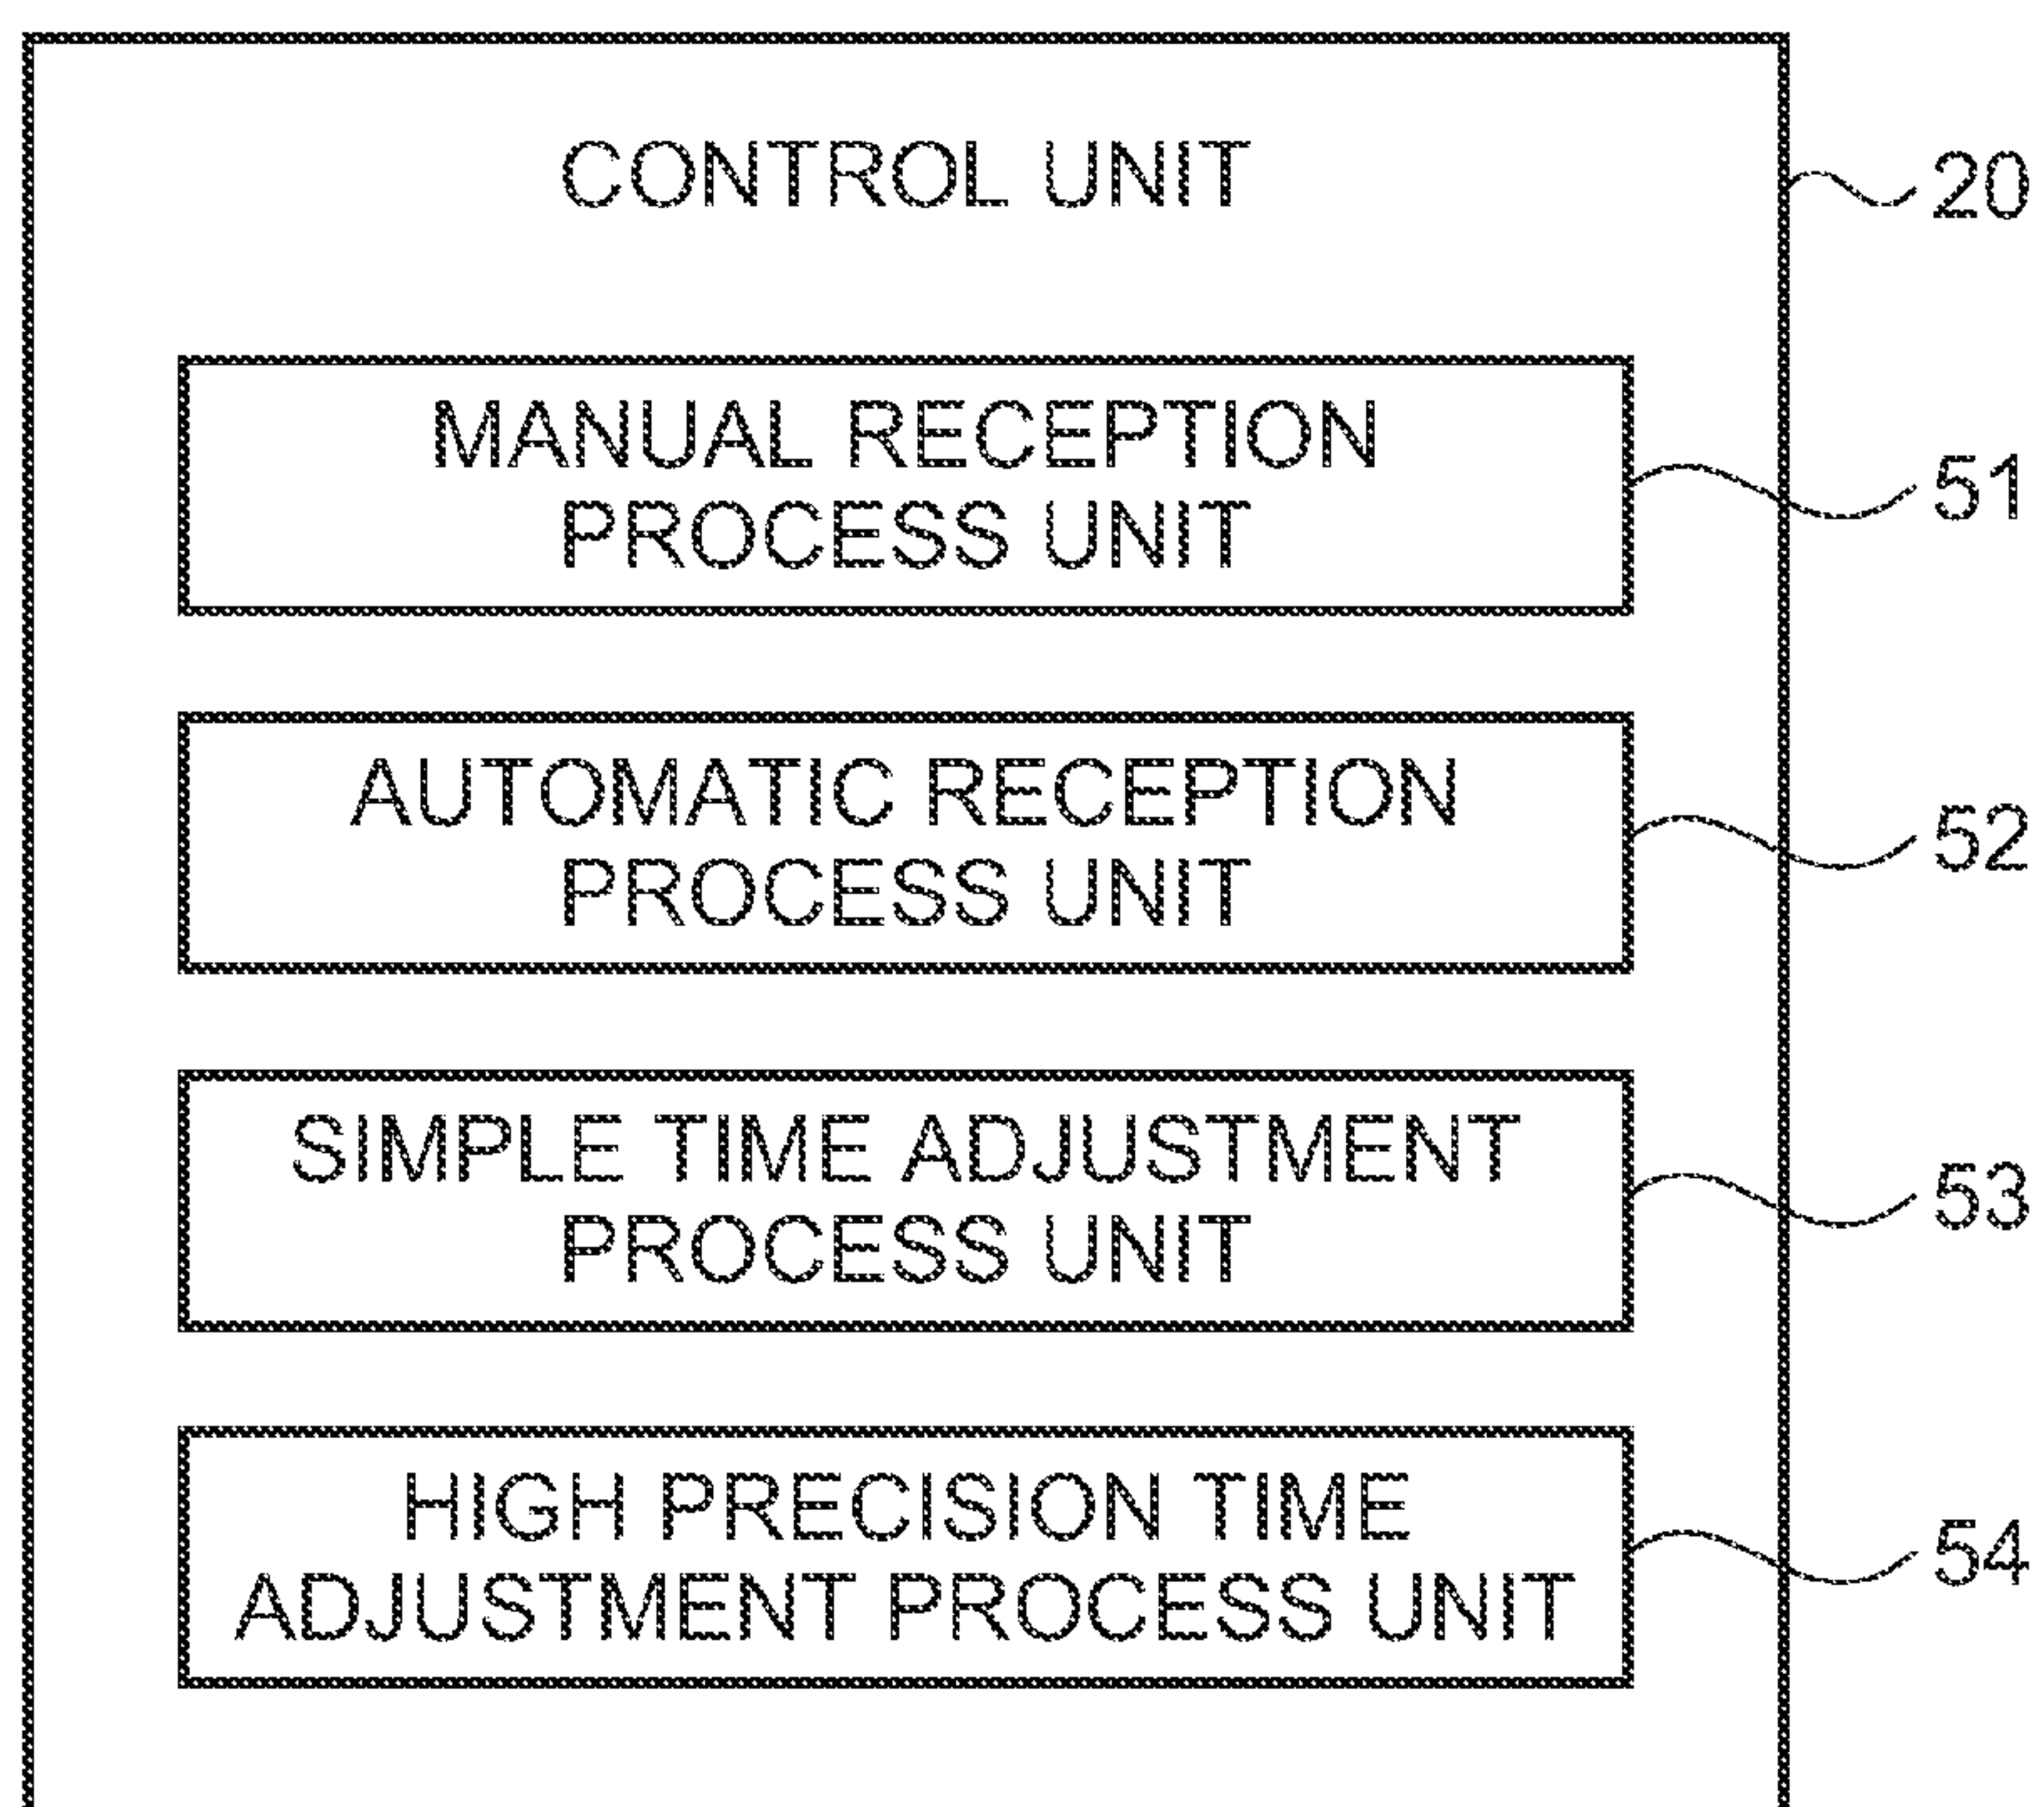 CONTROL UNIT
20
MANUAL RECEPTION
PROCESS UNIT
51
AUTOMATIC RECEPTION
PROCESS UNIT
52
SIMPLE TIME ADJUSTMENT
PROCESS UNIT
53
HIGH PRECISION TIME
ADJUSTMENT PROCESS UNIT
54